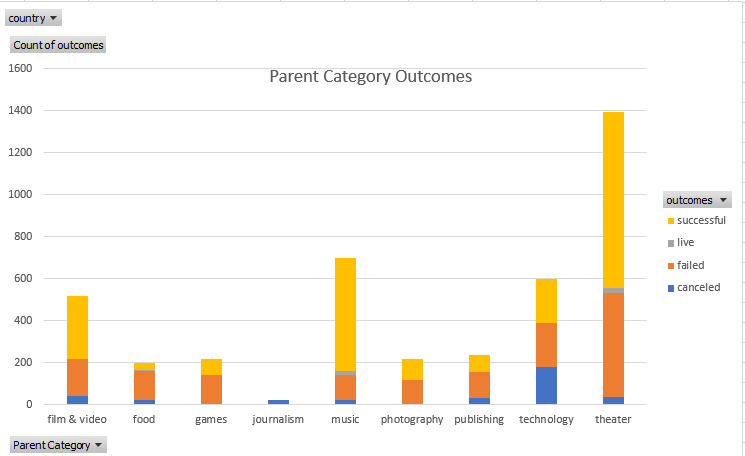 country
Count of outcomes
Parent Category Outcomes
1600
1400
1200
1000
800
600
400
200
0
film & video food games journalism music photography publishing technology theater
outcomes
successful
live
failed
canceled
Parent Category